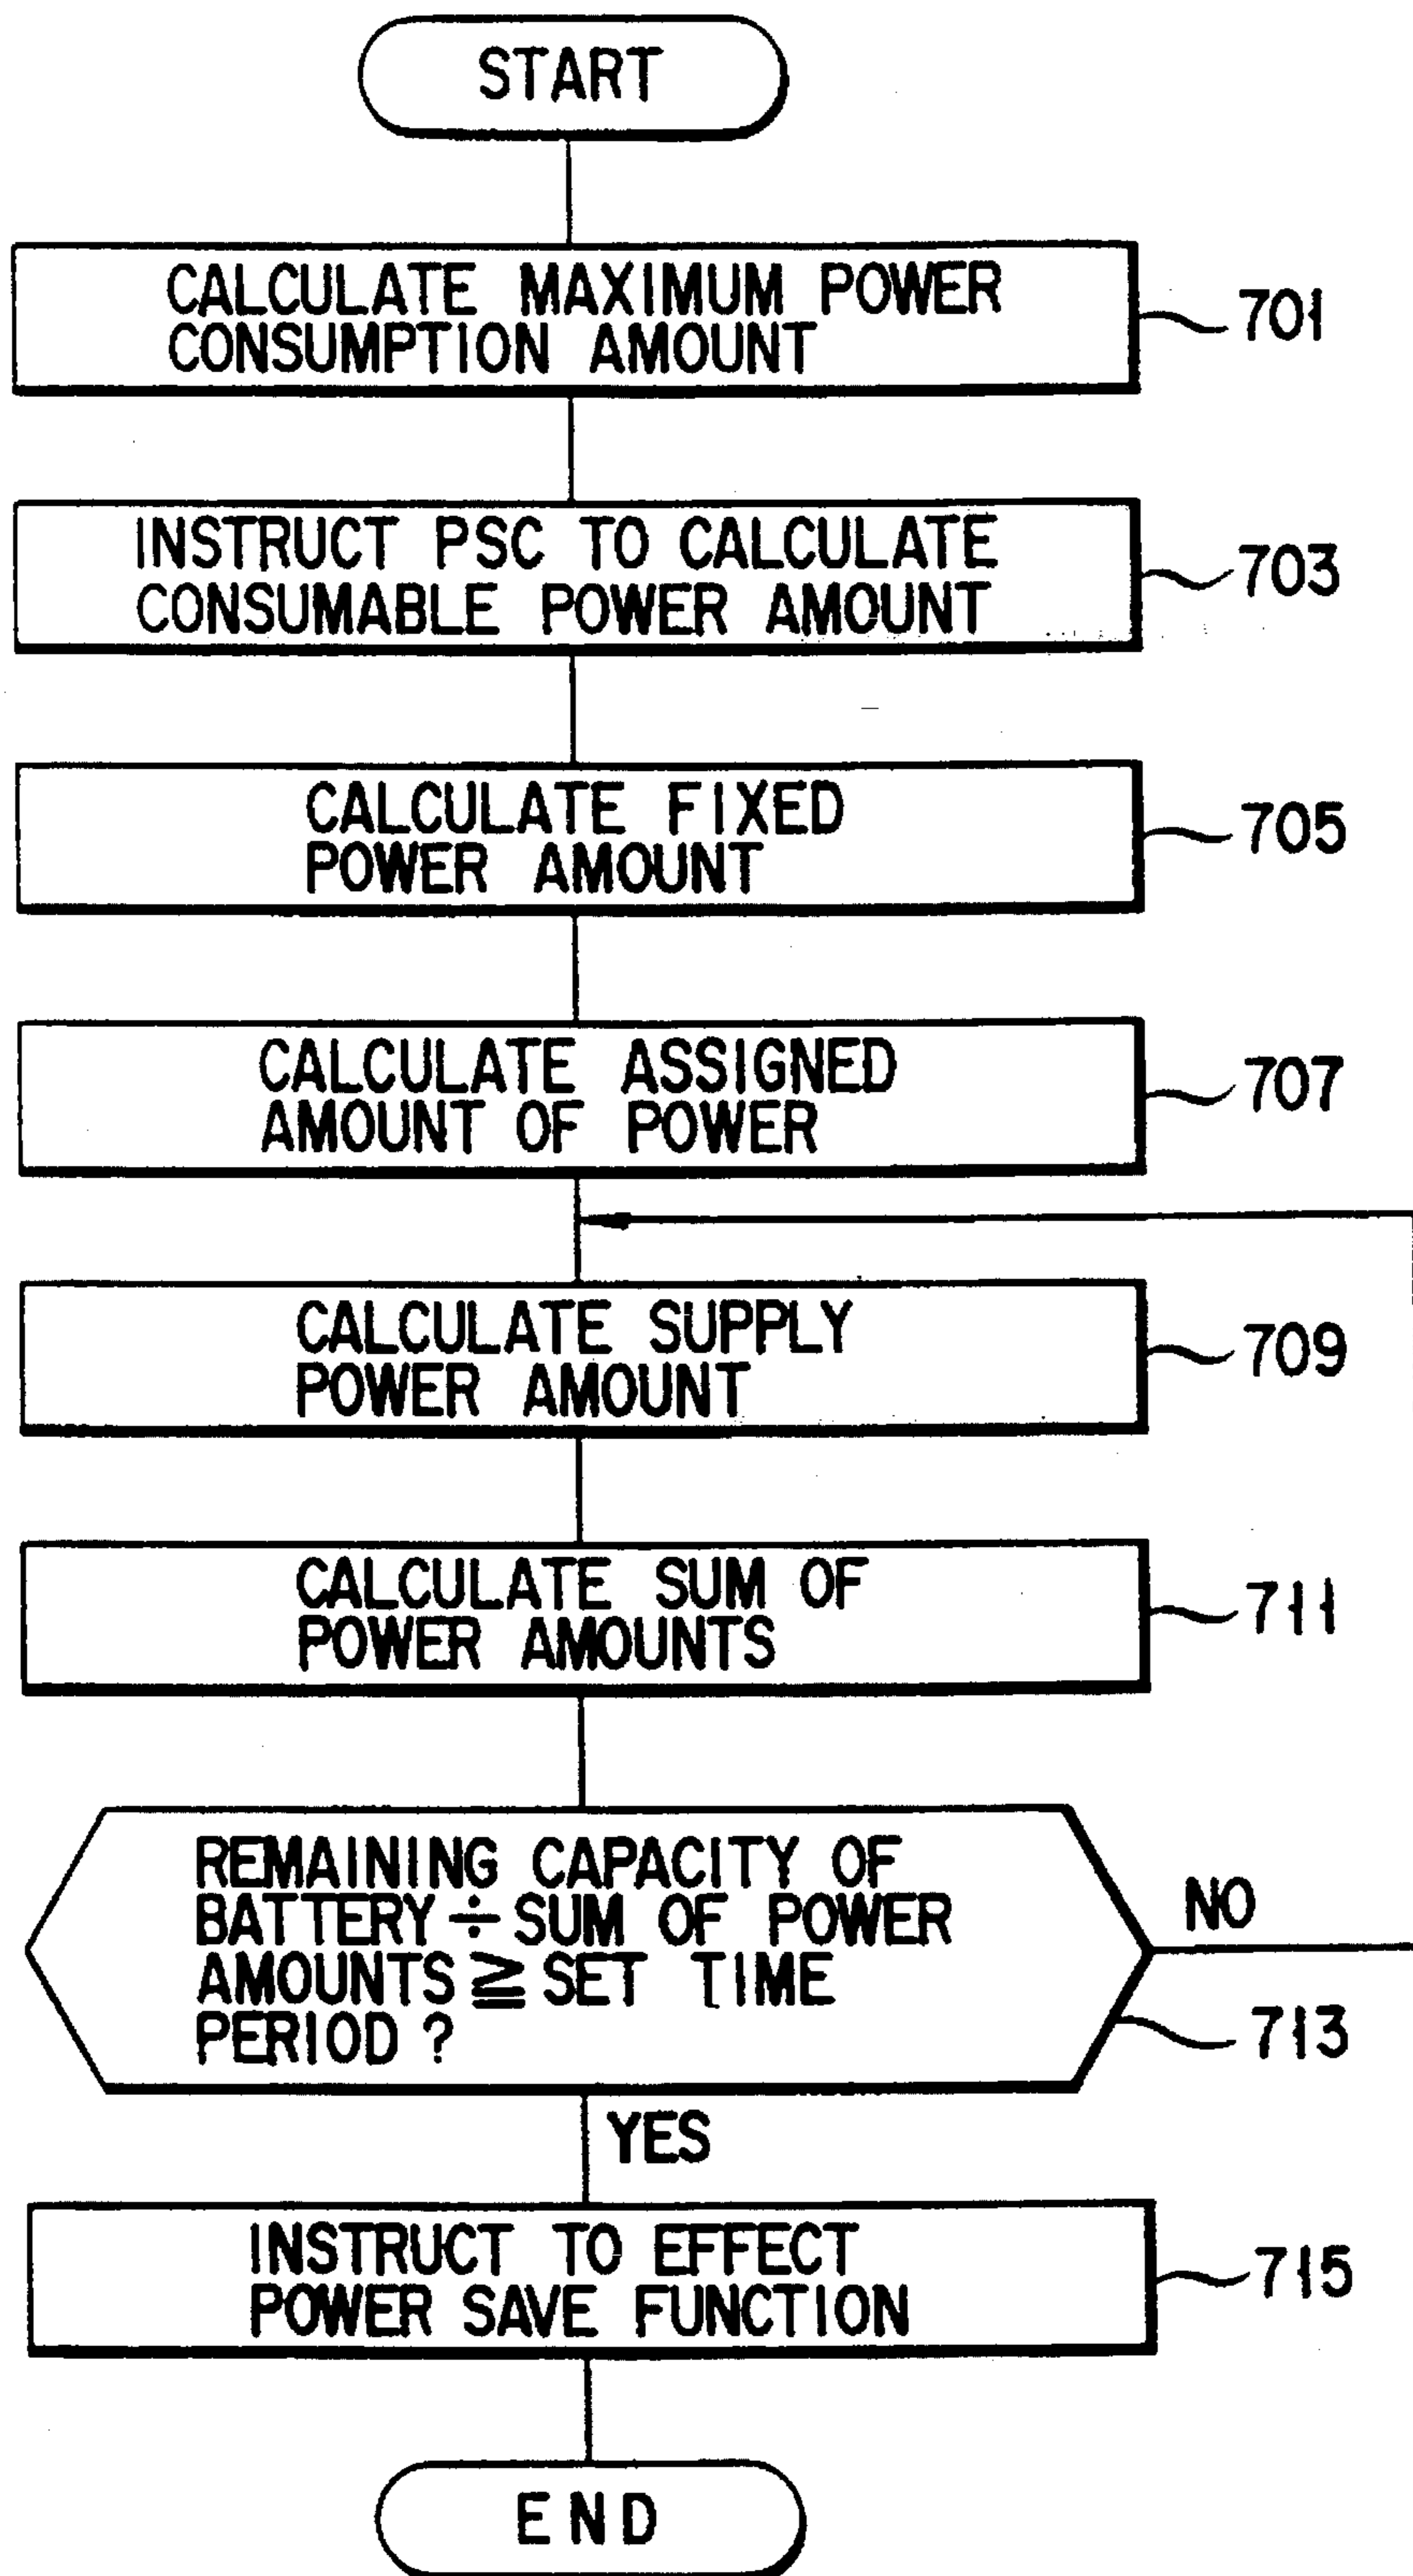 START
CALCULATE MAXIMUM POWER
CONSUMPTION AMOUNT
701
INSTRUCT PSC TO CALCULATE
CONSUMABLE POWER AMOUNT
703
CALCULATE FIXED
POWER AMOUNT
705
CALCULATE ASSIGNED
AMOUNT OF POWER
707
CALCULATE SUPPLY
POWER AMOUNT
709
CALCULATE SUM OF
POWER AMOUNTS
711
REMAINING CAPACITY OF
BATTERY ÷ SUM OF POWER
AMOUNTS ≧ SET TIME
PERIOD ?
NO
713
YES
INSTRUCT TO EFFECT
POWER SAVE FUNCTION
715
END